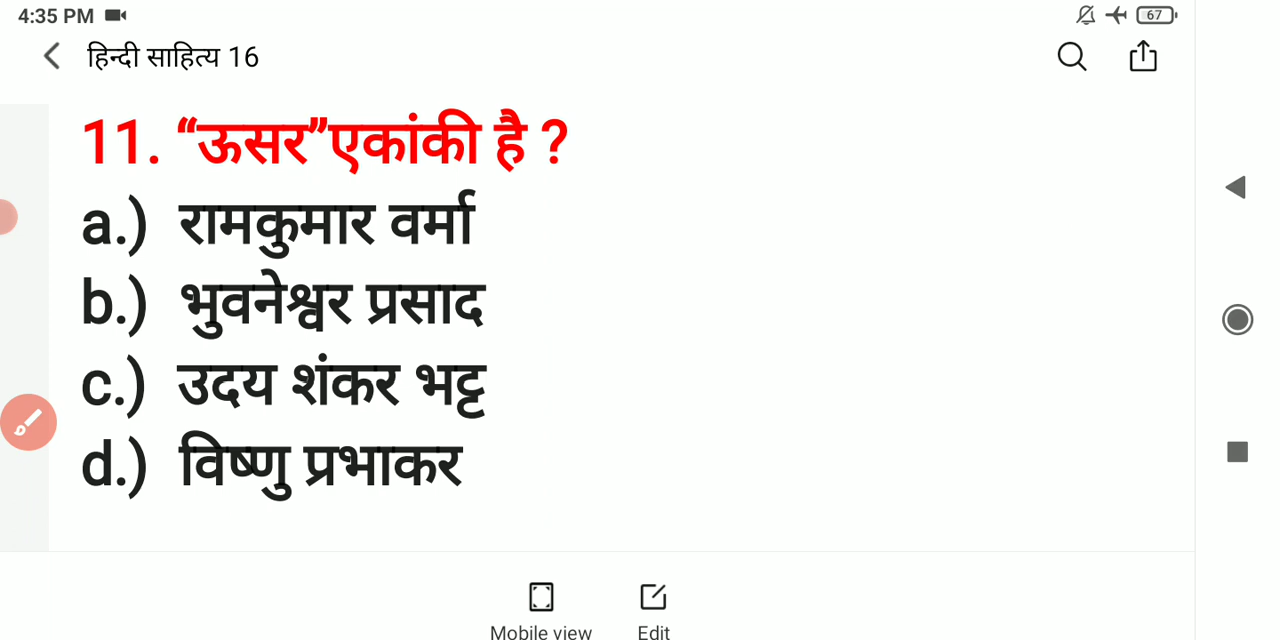 4:35 PM
67
हिन्दी साहित्य 16
11. “ऊसर”एकांकी है ?
a.) रामकुमार वर्मा
b.) भुवनेश्वर प्रसाद
c.) उदय शंकर भट्ट
d.) विष्णु प्रभाकर
Mobile view
Edit